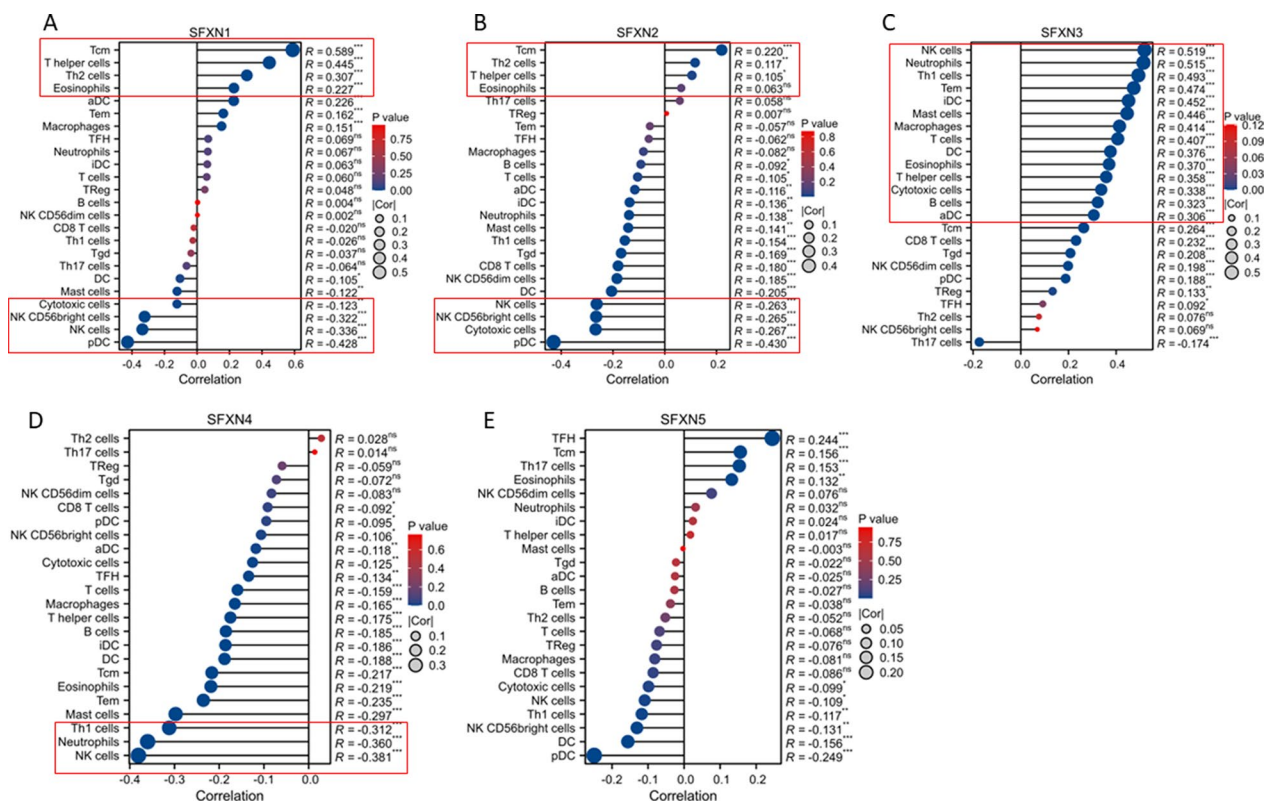 A
SFXN1
Tcm R = 0.589***
T helper cells R = 0.445***
Th2 cells R = 0.307***
Eosinophils R = 0.227***
aDC R = 0.226***
Tem R = 0.162***
Macrophages R = 0.151***
TFH R = 0.069ns
Neutrophils R = 0.067ns
iDC R = 0.063ns
T cells R = 0.060ns
TReg R = 0.048ns
B cells R = 0.004ns
NK CD56dim cells R = 0.002ns
CD8 T cells R = -0.020ns
Th1 cells R = -0.026ns
Tgd R = -0.037ns
Th17 cells R = -0.064ns
DC R = -0.105*
Mast cells R = -0.122**
Cytotoxic cells R = -0.123**
NK CD56bright cells R = -0.322***
NK cells R = -0.336***
pDC R = -0.428***
-0.4 -0.2 0.0 0.2 0.4 0.6
Correlation
P value
0.75
0.50
0.25
0.00
|Cor|
0.1
0.2
0.3
0.4
0.5
B
SFXN2
Tcm R = 0.220***
Th2 cells R = 0.117**
T helper cells R = 0.105*
Eosinophils R = 0.063ns
Th17 cells R = 0.058ns
TReg R = 0.007ns
Tem R = -0.057ns
TFH R = -0.062ns
Macrophages R = -0.082ns
B cells R = -0.092*
T cells R = -0.105*
aDC R = -0.116**
iDC R = -0.136**
Neutrophils R = -0.138**
Mast cells R = -0.141**
Th1 cells R = -0.154***
Tgd R = -0.169***
CD8 T cells R = -0.180***
NK CD56dim cells R = -0.185***
DC R = -0.205***
NK cells R = -0.263***
NK CD56bright cells R = -0.265***
Cytotoxic cells R = -0.267***
pDC R = -0.430***
-0.4 -0.2 0.0 0.2
Correlation
P value
0.8
0.6
0.4
0.2
|Cor|
0.1
0.2
0.3
0.4
C
SFXN3
NK cells R = 0.519***
Neutrophils R = 0.515***
Th1 cells R = 0.493***
Tem R = 0.474***
iDC R = 0.452***
Mast cells R = 0.446***
Macrophages R = 0.414***
T cells R = 0.407***
DC R = 0.376***
Eosinophils R = 0.370***
T helper cells R = 0.358***
Cytotoxic cells R = 0.338***
B cells R = 0.323***
aDC R = 0.306***
Tcm R = 0.264***
CD8 T cells R = 0.232***
Tgd R = 0.208***
NK CD56dim cells R = 0.198***
pDC R = 0.188***
TReg R = 0.133**
TFH R = 0.092*
Th2 cells R = 0.076ns
NK CD56bright cells R = 0.069ns
Th17 cells R = -0.174***
-0.2 0.0 0.2 0.4
Correlation
P value
0.12
0.09
0.06
0.03
0.00
|Cor|
0.1
0.2
0.3
0.4
0.5
D
SFXN4
Th2 cells R = 0.028ns
Th17 cells R = 0.014ns
TReg R = -0.059ns
Tgd R = -0.072ns
NK CD56dim cells R = -0.083ns
CD8 T cells R = -0.092*
pDC R = -0.095*
NK CD56bright cells R = -0.106*
aDC R = -0.118**
Cytotoxic cells R = -0.125**
TFH R = -0.134**
T cells R = -0.159***
Macrophages R = -0.165***
T helper cells R = -0.175***
B cells R = -0.185***
iDC R = -0.186***
DC R = -0.188***
Tcm R = -0.217***
Eosinophils R = -0.219***
Tem R = -0.235***
Mast cells R = -0.297***
Th1 cells R = -0.312***
Neutrophils R = -0.360***
NK cells R = -0.381***
-0.4 -0.3 -0.2 -0.1 0.0
Correlation
P value
0.6
0.4
0.2
0.0
|Cor|
0.1
0.2
0.3
E
SFXN5
TFH R = 0.244***
Tcm R = 0.156***
Th17 cells R = 0.153***
Eosinophils R = 0.132**
NK CD56dim cells R = 0.076ns
Neutrophils R = 0.032ns
iDC R = 0.024ns
T helper cells R = 0.017ns
Mast cells R = -0.003ns
Tgd R = -0.022ns
aDC R = -0.025ns
B cells R = -0.027ns
Tem R = -0.038ns
Th2 cells R = -0.052ns
T cells R = -0.068ns
TReg R = -0.076ns
Macrophages R = -0.081ns
CD8 T cells R = -0.086ns
Cytotoxic cells R = -0.099*
NK cells R = -0.109*
Th1 cells R = -0.117**
NK CD56bright cells R = -0.131**
DC R = -0.156***
pDC R = -0.249***
-0.2 -0.1 0.0 0.1 0.2
Correlation
P value
0.75
0.50
0.25
|Cor|
0.05
0.10
0.15
0.20